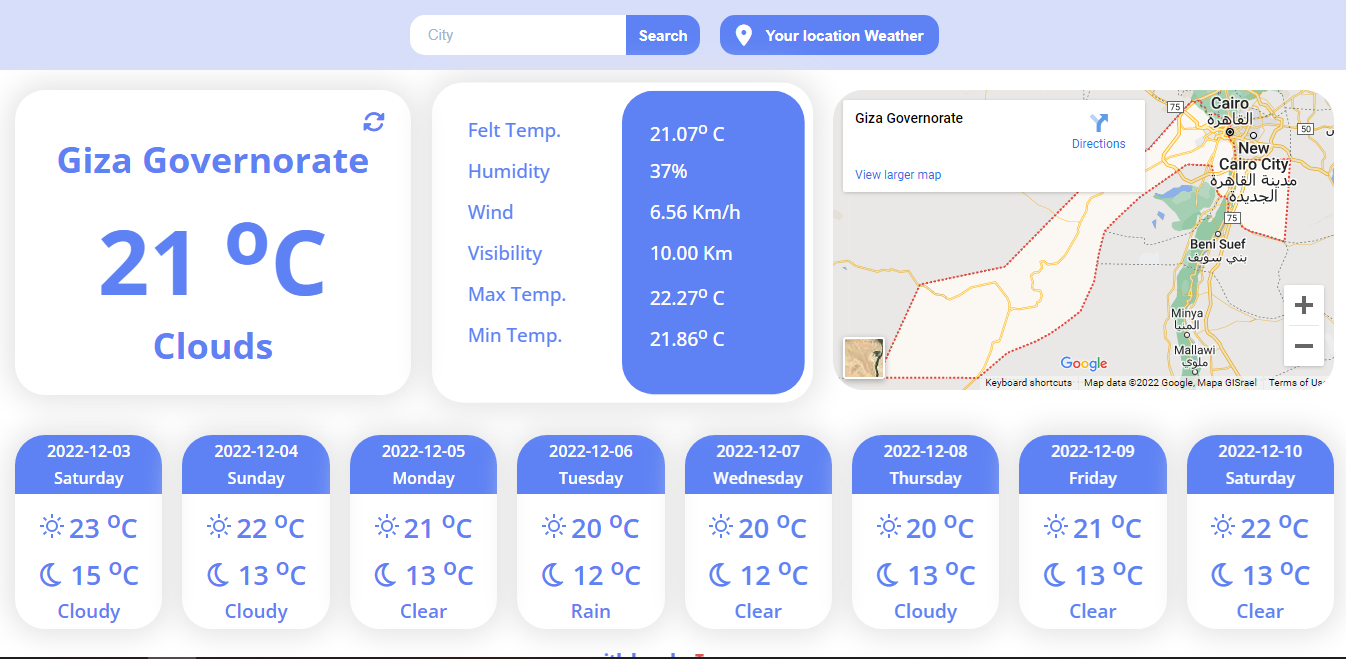 City
Search
Your location Weather
Giza Governorate
21 ºC
Clouds
Felt Temp. 21.07º C
Humidity 37%
Wind 6.56 Km/h
Visibility 10.00 Km
Max Temp. 22.27º C
Min Temp. 21.86º C
Giza Governorate
Directions
View larger map
75
Cairo
القاهرة
50
New
Cairo City
مدينة القاهرة
الجديدة
75
Beni Suef
بني سويف
Minya
المنيا
Mallawi
ملوي
Google
Keyboard shortcuts
Map data ©2022 Google, Mapa GISrael
Terms of Us
2022-12-03
Saturday
23 ºC
15 ºC
Cloudy
2022-12-04
Sunday
22 ºC
13 ºC
Cloudy
2022-12-05
Monday
21 ºC
13 ºC
Clear
2022-12-06
Tuesday
20 ºC
12 ºC
Rain
2022-12-07
Wednesday
20 ºC
12 ºC
Clear
2022-12-08
Thursday
20 ºC
13 ºC
Cloudy
2022-12-09
Friday
21 ºC
13 ºC
Clear
2022-12-10
Saturday
22 ºC
13 ºC
Clear